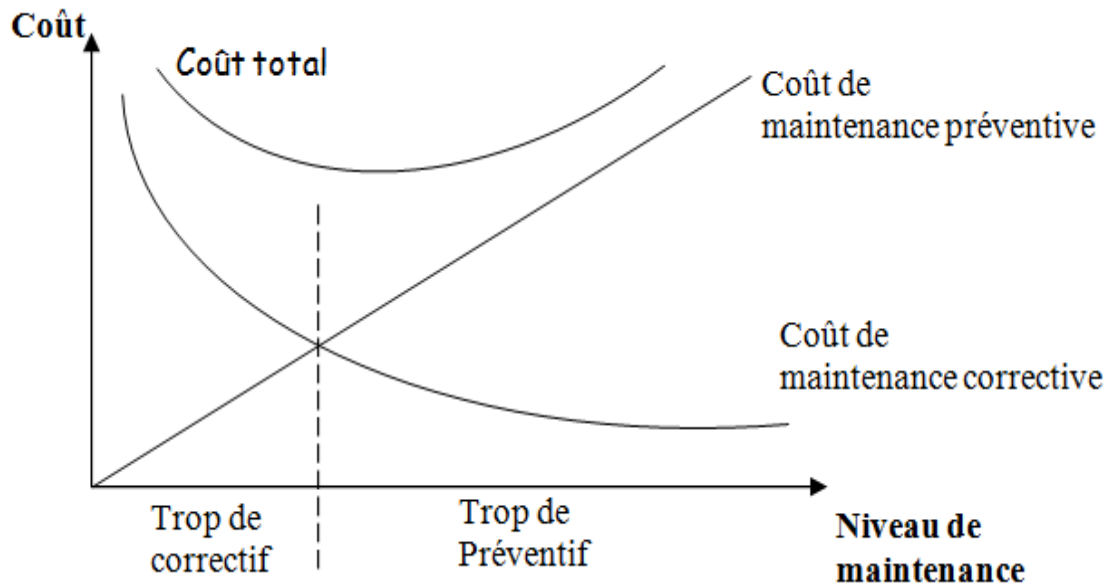 Coût
Coût total
Coût de
maintenance préventive
Coût de
maintenance corrective
Trop de
correctif
Trop de
Préventif
Niveau de
maintenance